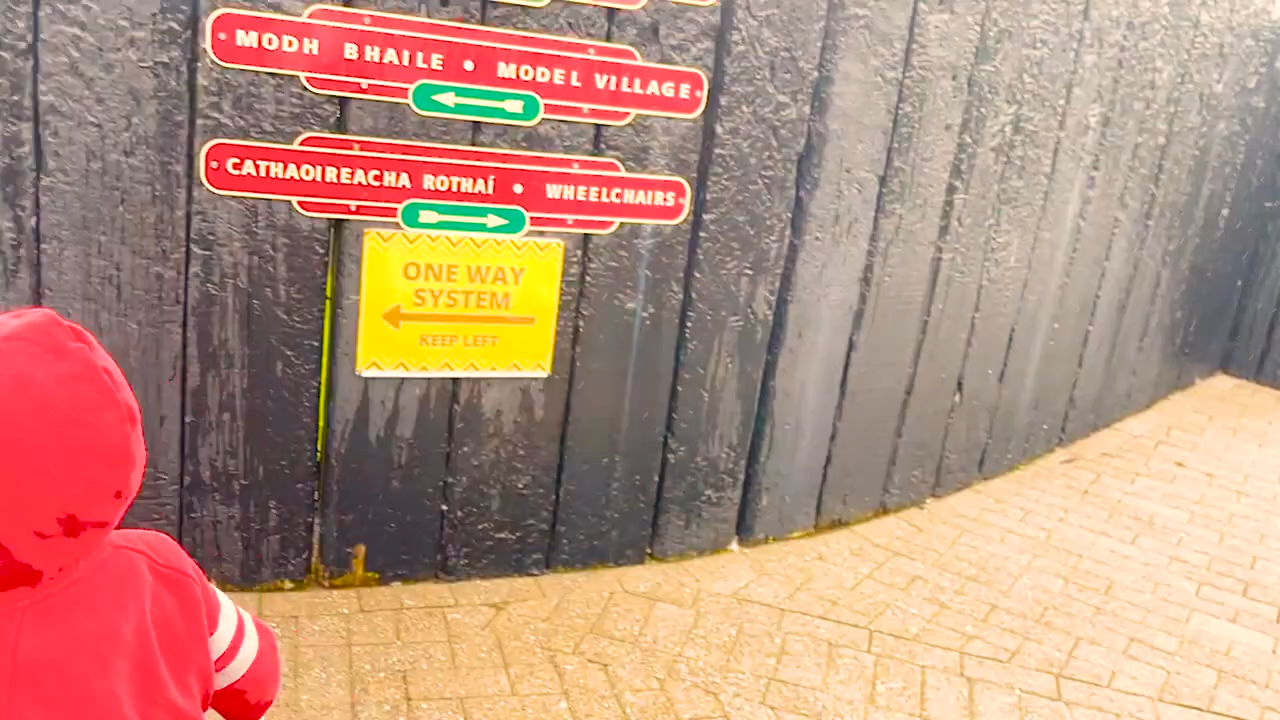 MODH BHAILE • MODEL VILLAGE
CATHAOIREACHA ROTHAÍ • WHEELCHAIRS
ONE WAY
SYSTEM
KEEP LEFT